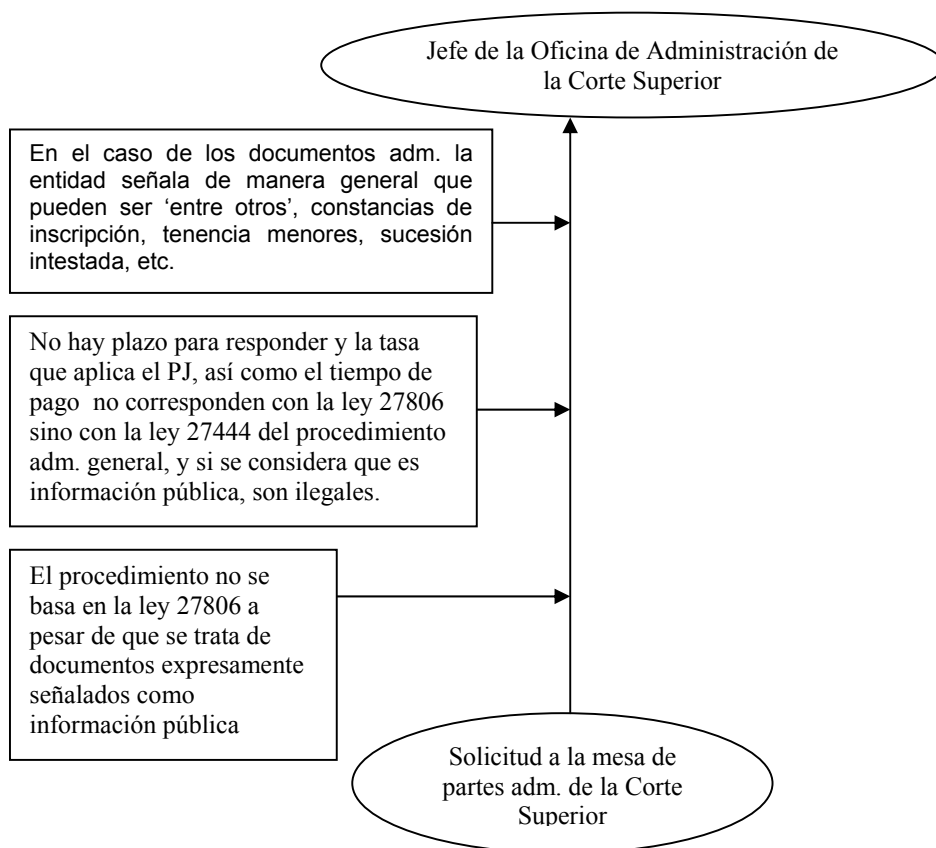 Jefe de la Oficina de Administración de
la Corte Superior
En el caso de los documentos adm. la
entidad señala de manera general que
pueden ser ‘entre otros’, constancias de
inscripción, tenencia menores, sucesión
intestada, etc.
No hay plazo para responder y la tasa
que aplica el PJ, así como el tiempo de
pago no corresponden con la ley 27806
sino con la ley 27444 del procedimiento
adm. general, y si se considera que es
información pública, son ilegales.
El procedimiento no se
basa en la ley 27806 a
pesar de que se trata de
documentos expresamente
señalados como
información pública
Solicitud a la mesa de
partes adm. de la Corte
Superior